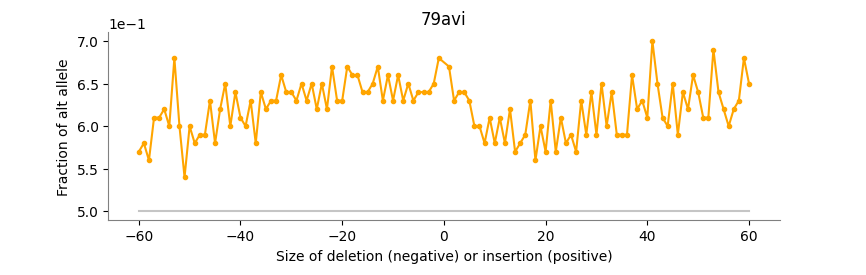 79avi
1e−1
7.0
6.5
6.0
5.5
5.0
Fraction of alt allele
−60 −40 −20 0 20 40 60
Size of deletion (negative) or insertion (positive)